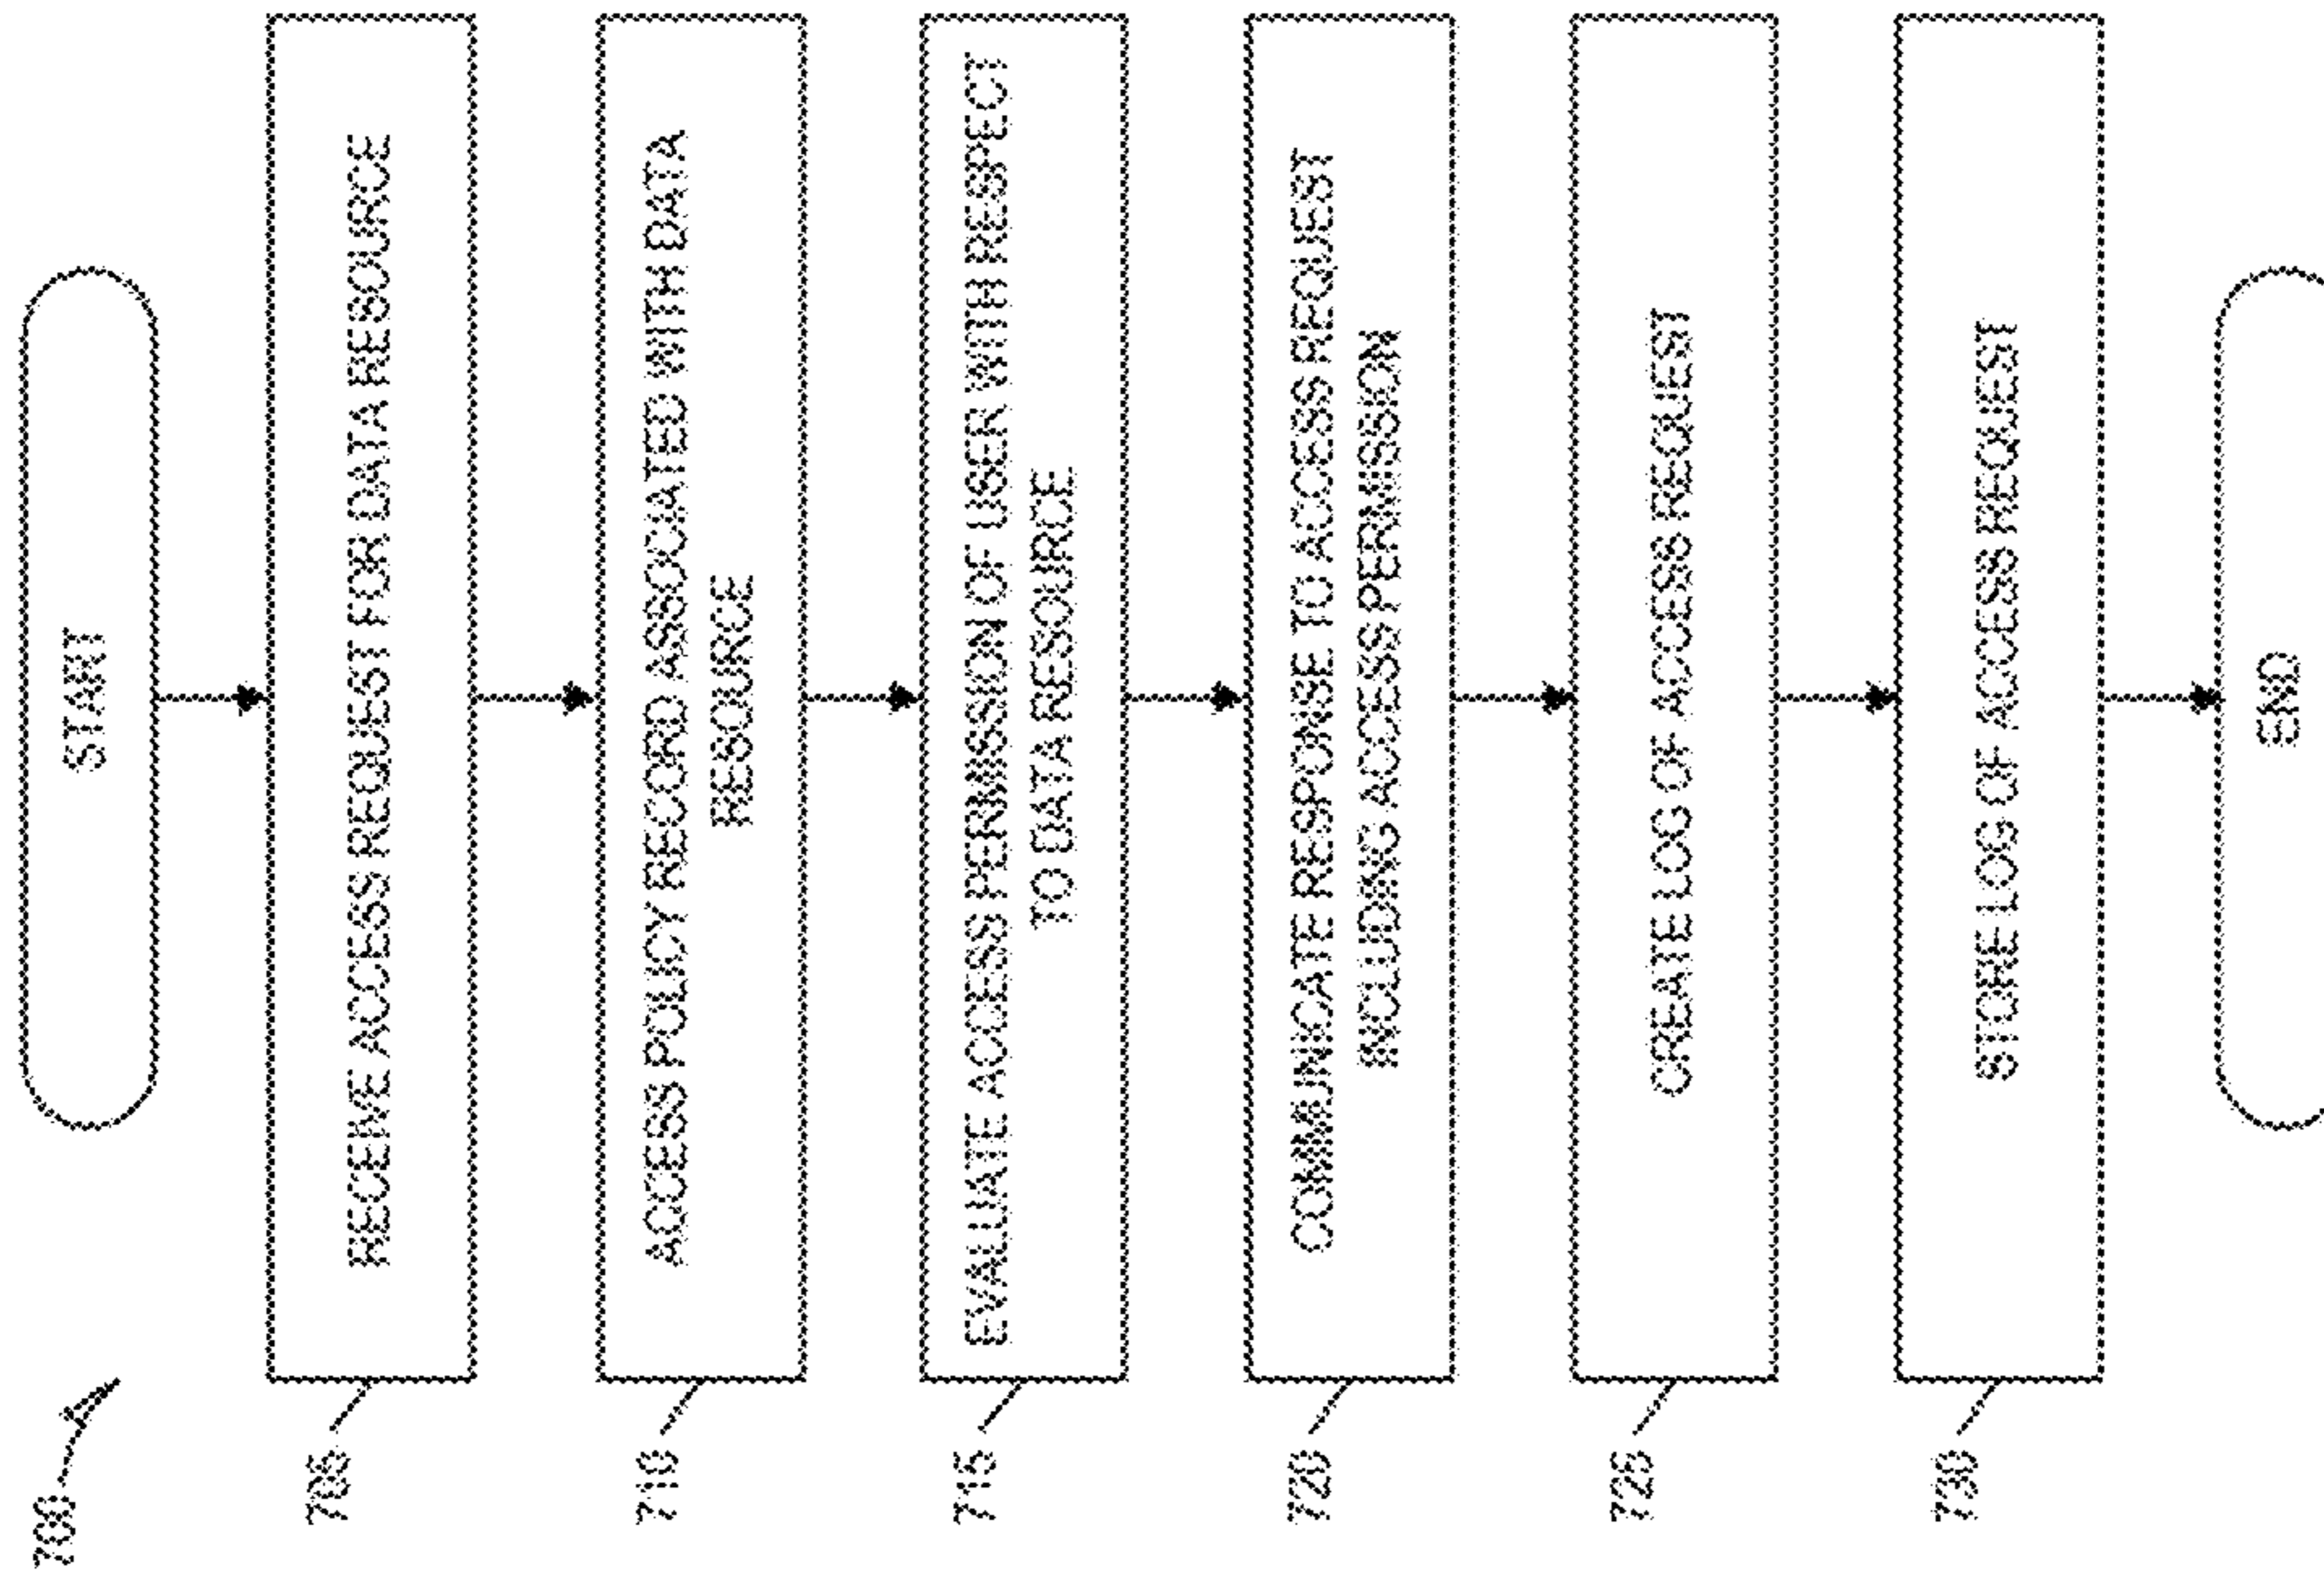 700
START
705
RECEIVE ACCESS REQUEST FOR DATA RESOURCE
710
ACCESS POLICY RECORD ASSOCIATED WITH DATA
RESOURCE
715
EVALUATE ACCESS PERMISSION OF USER WITH RESPECT
TO DATA RESOURCE
720
COMMUNICATE RESPONSE TO ACCESS REQUEST
INCLUDING ACCESS PERMISSION
725
CREATE LOG OF ACCESS REQUEST
730
STORE LOG OF ACCESS REQUEST
END